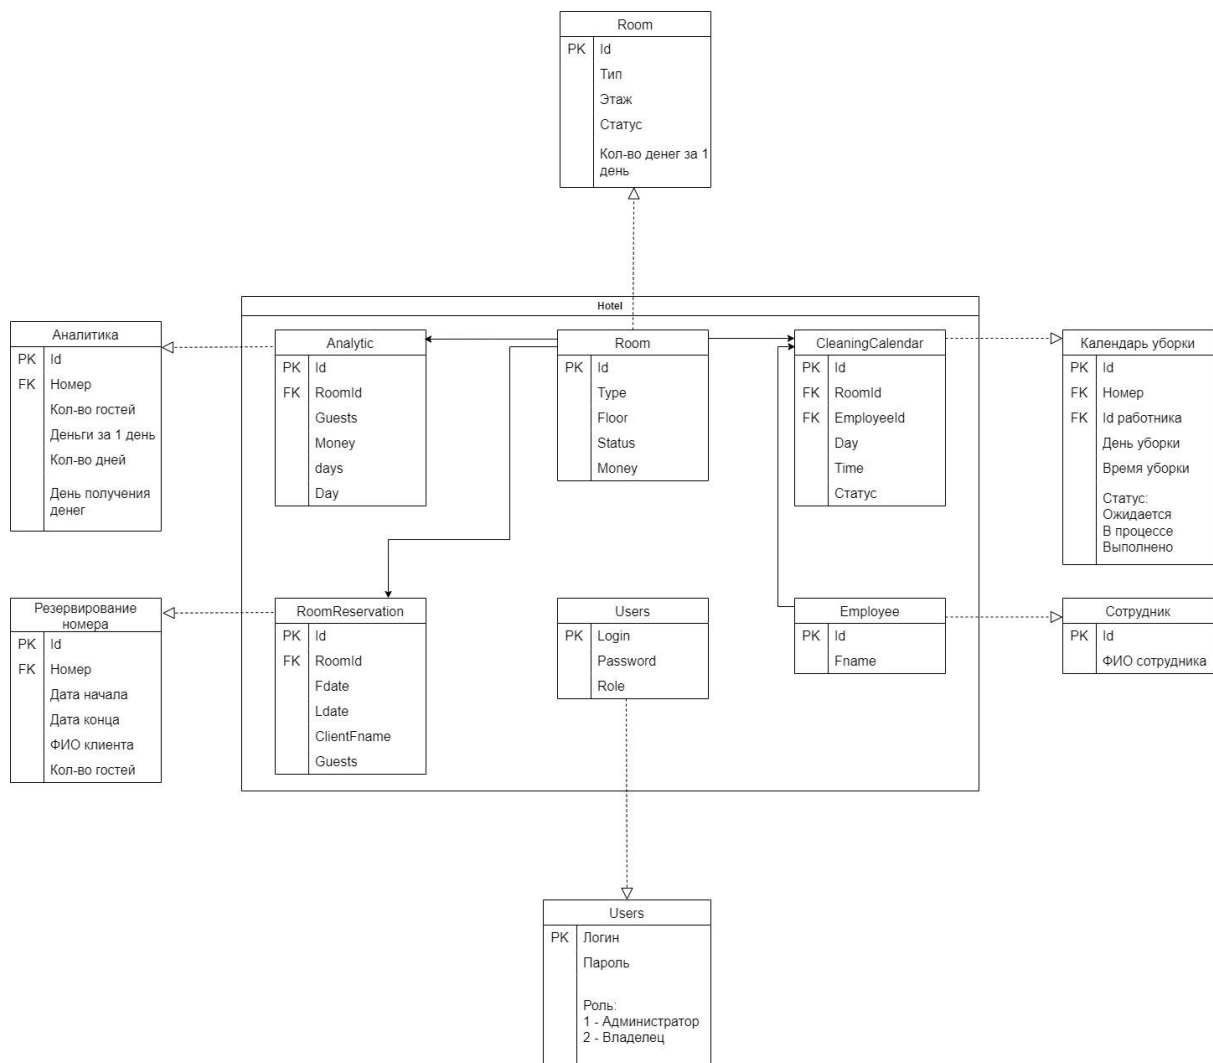 Room
PK Id
Тип
Этаж
Статус
Кол-во денег за 1
день
Hotel
Аналитика
PK Id
FK Номер
Кол-во гостей
Деньги за 1 день
Кол-во дней
День получения
денег
Analytic
PK Id
FK RoomId
Guests
Money
days
Day
Room
PK Id
Type
Floor
Status
Money
CleaningCalendar
PK Id
FK RoomId
FK EmployeeId
Day
Time
Статус
Календарь уборки
PK Id
FK Номер
FK Id работника
День уборки
Время уборки
Статус:
Ожидается
В процессе
Выполнено
Резервирование
номера
PK Id
FK Номер
Дата начала
Дата конца
ФИО клиента
Кол-во гостей
RoomReservation
PK Id
FK RoomId
Fdate
Ldate
ClientFname
Guests
Users
PK Login
Password
Role
Employee
PK Id
Fname
Сотрудник
PK Id
ФИО сотрудника
Users
PK Логин
Пароль
Роль:
1 - Администратор
2 - Владелец